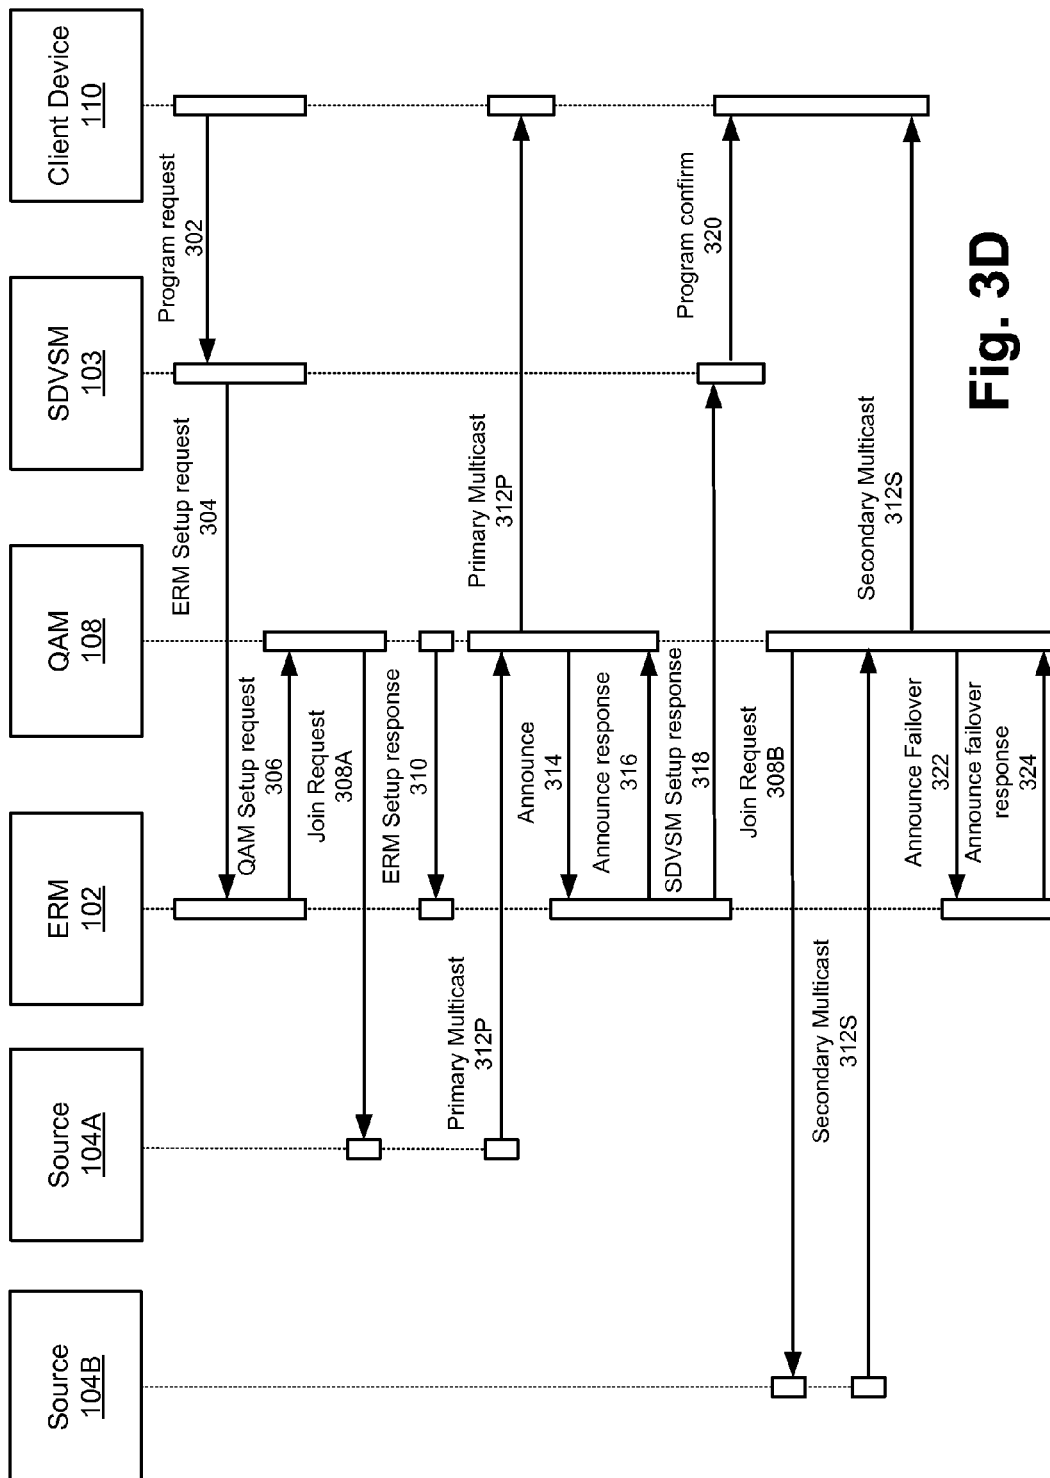 Source
104B
Source
104A
ERM
102
QAM
108
SDVSM
103
Client Device
110
Program request
302
ERM Setup request
304
QAM Setup request
306
Join Request
308A
ERM Setup response
310
Primary Multicast
312P
Primary Multicast
312P
Announce
314
Announce response
316
SDVSM Setup response
318
Program confirm
320
Join Request
308B
Secondary Multicast
312S
Secondary Multicast
312S
Announce Failover
322
Announce failover
response
324
Fig. 3D